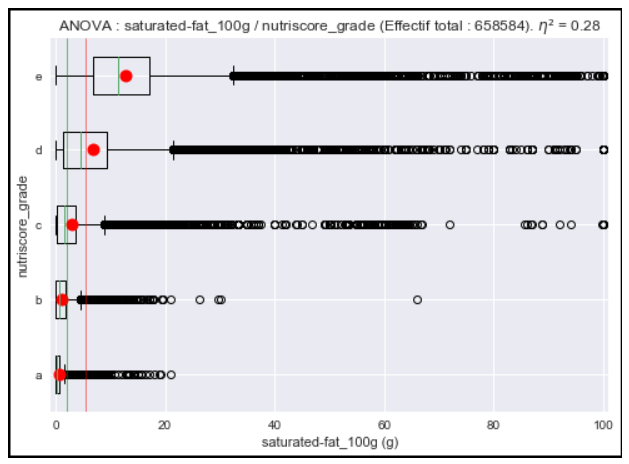 ANOVA : saturated-fat_100g / nutriscore_grade (Effectif total : 658584). η² = 0.28
nutriscore_grade
e
d
c
b
a
0 20 40 60 80 100
saturated-fat_100g (g)